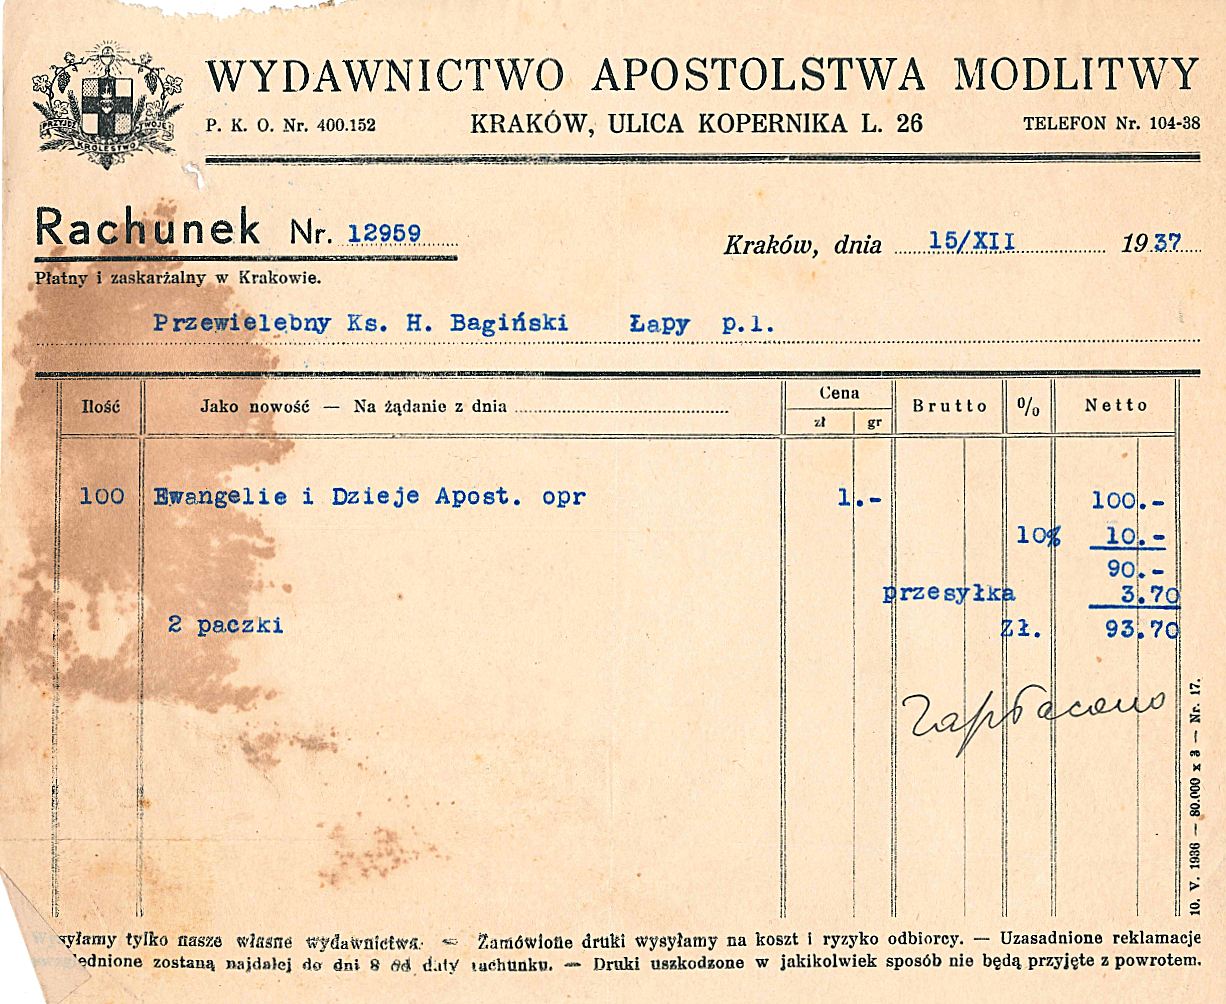 WYDAWNICTWO APOSTOLSTWA MODLITWY
PRZYJDŹ KRÓLESTWO TWOJE
P. K. O. Nr. 400.152 KRAKÓW, ULICA KOPERNIKA L. 26 TELEFON Nr. 104-38
Rachunek Nr. 12959
Kraków, dnia 15/XII 1937
Płatny i zaskarżalny w Krakowie.
Przewielebny Ks. H. Bagiński Łapy p.l.
Ilość Jako nowość — Na żądanie z dnia Cena Brutto % Netto
zł gr
100 Ewangelie i Dzieje Apost. opr 1.- 100.-
10% 10.-
90.-
przesyłka 3.70
2 paczki Zł. 93.70
zapłacono
10. V. 1936 — 80.000 x 3 — Nr. 17.
Wysyłamy tylko nasze własne wydawnictwa. — Zamówione druki wysyłamy na koszt i ryzyko odbiorcy. — Uzasadnione reklamacje
uwzględnione zostaną najdalej do dni 8 od daty rachunku. — Druki uszkodzone w jakikolwiek sposób nie będą przyjęte z powrotem.